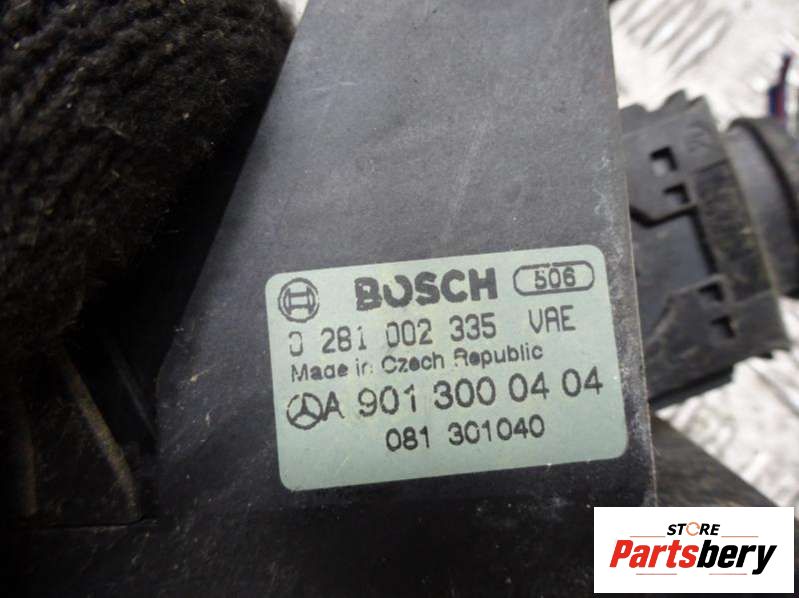 BOSCH 506
0 281 002 335 VAE
Made in Czech Republic
A 901 300 04 04
081 301040
STORE
Partsbery